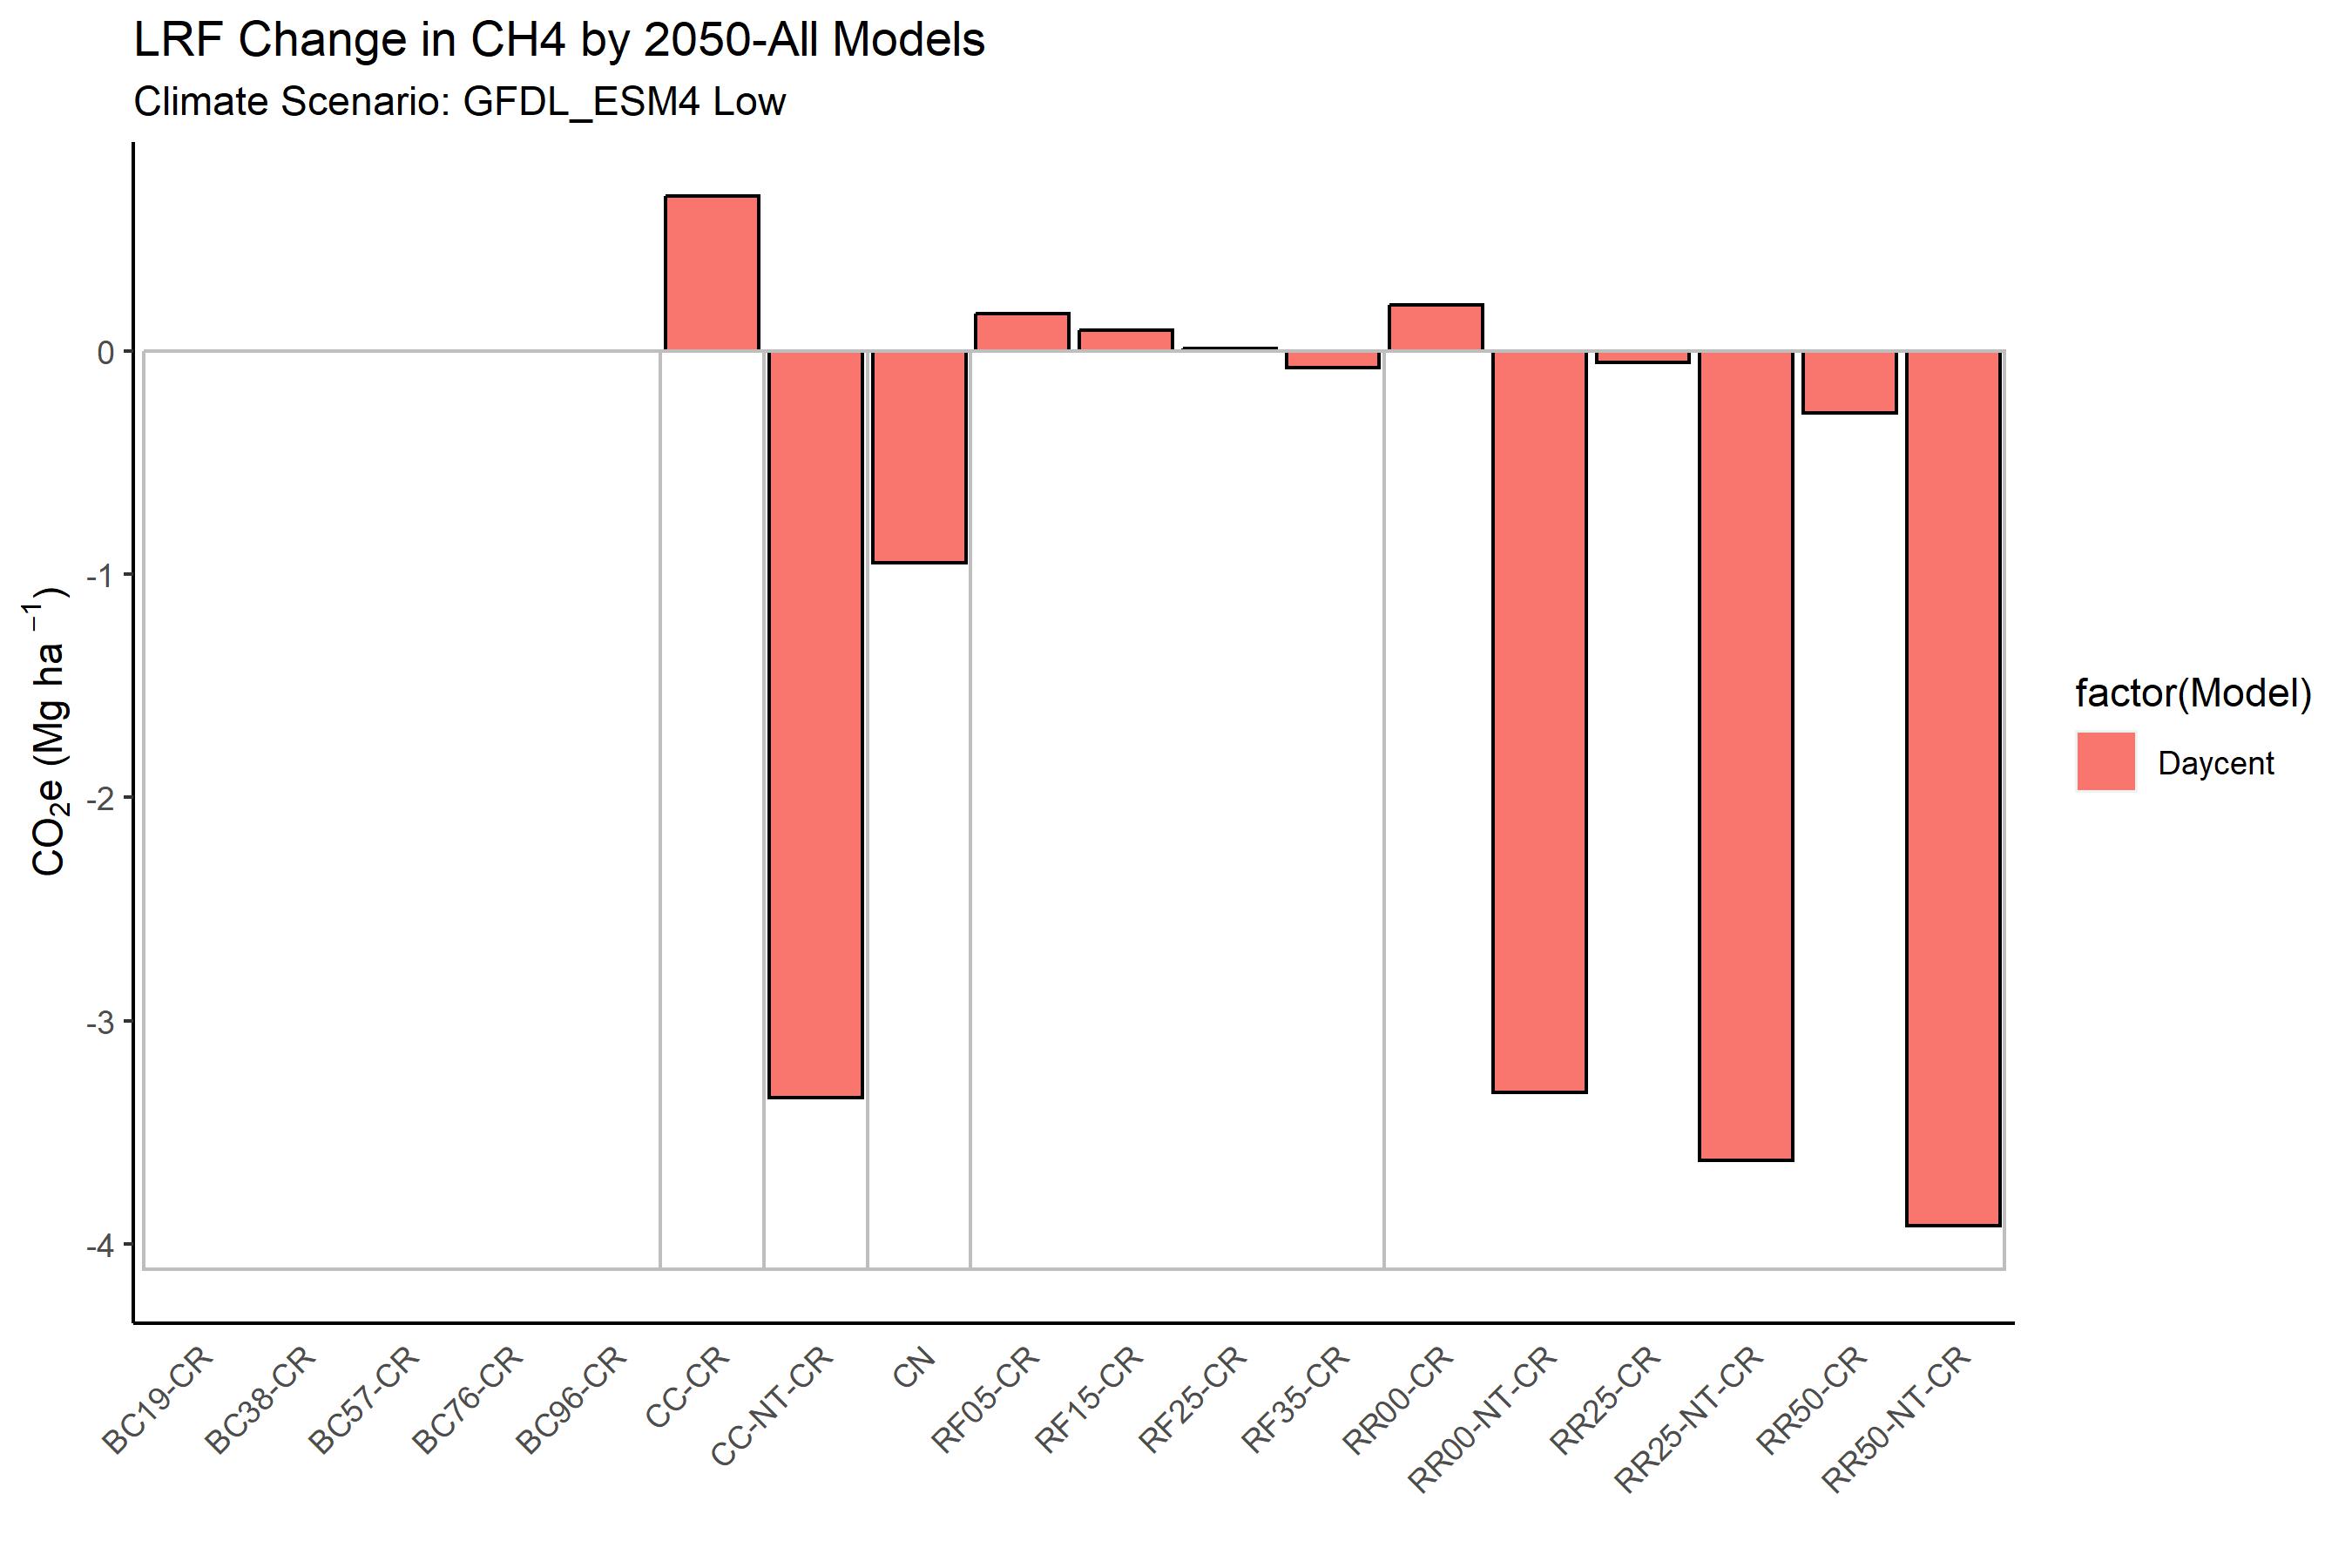 LRF Change in CH4 by 2050-All Models
Climate Scenario: GFDL_ESM4 Low
CO₂e (Mg ha ⁻¹)
0
-1
-2
-3
-4
BC19-CR
BC38-CR
BC57-CR
BC76-CR
BC96-CR
CC-CR
CC-NT-CR
CN
RF05-CR
RF15-CR
RF25-CR
RF35-CR
RR00-CR
RR00-NT-CR
RR25-CR
RR25-NT-CR
RR50-CR
RR50-NT-CR
factor(Model)
Daycent